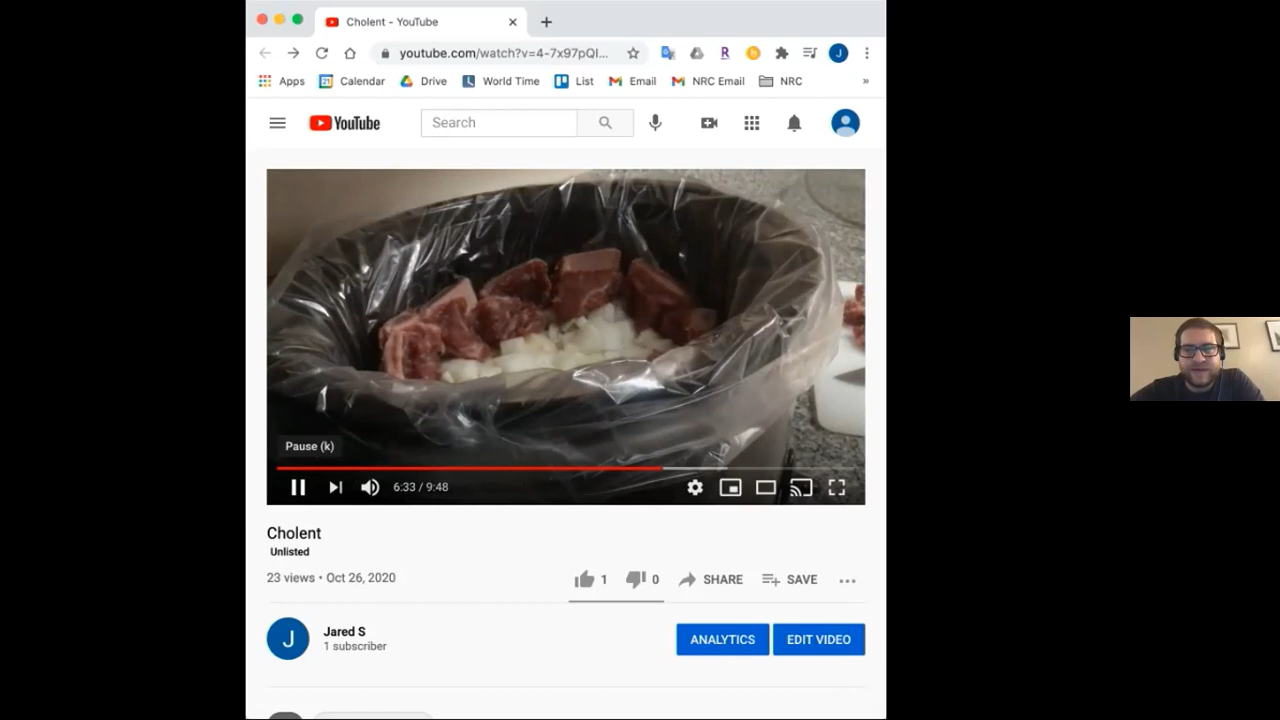 Cholent - YouTube
youtube.com/watch?v=4-7x97pQI...
R
J
Apps
Calendar
Drive
World Time
List
Email
NRC Email
NRC
»
YouTube
Search
Pause (k)
6:33 / 9:48
Cholent
Unlisted
23 views • Oct 26, 2020
1
0
SHARE
SAVE
J
Jared S
1 subscriber
ANALYTICS
EDIT VIDEO